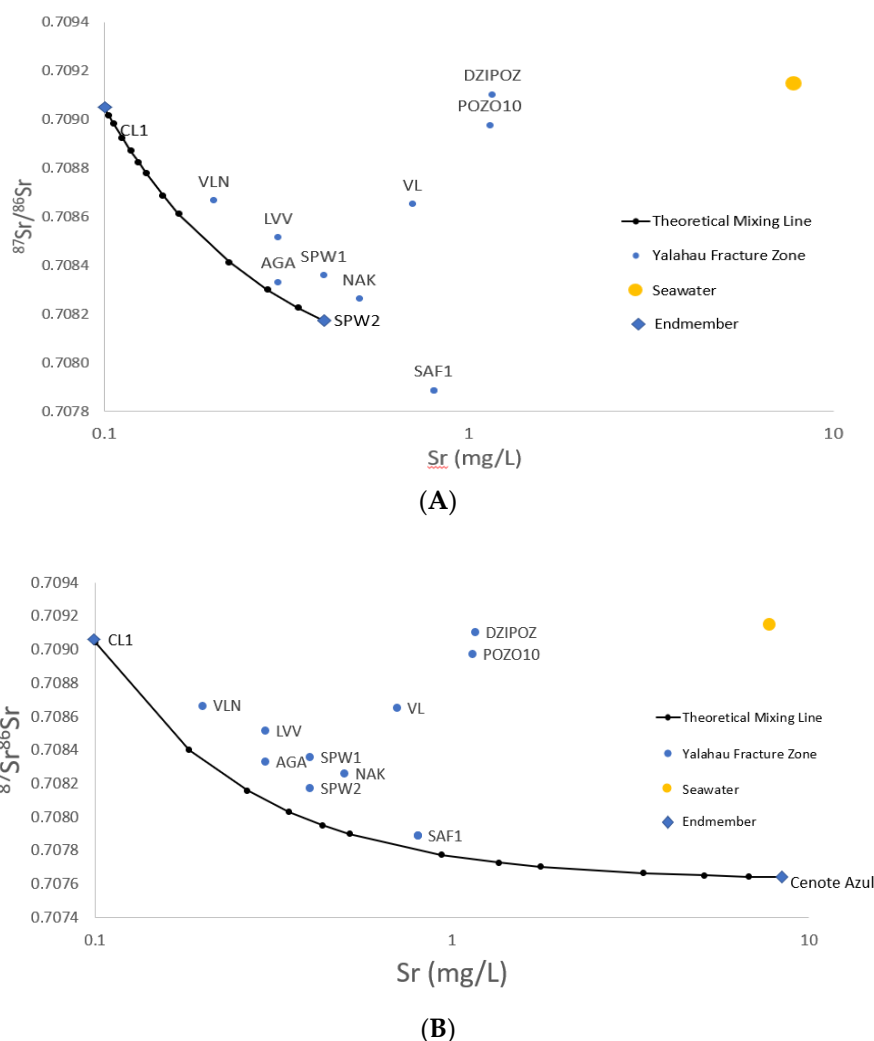 0.7094
0.7092
0.7090
0.7088
0.7086
0.7084
0.7082
0.7080
0.7078
87Sr/86Sr
CL1
VLN
LVV
AGA
SPW1
NAK
SPW2
SAF1
VL
DZIPOZ
POZO10
Theoretical Mixing Line
Yalahau Fracture Zone
Seawater
Endmember
0.1 1 10
Sr (mg/L)
(A)
0.7094
0.7092
0.7090
0.7088
0.7086
0.7084
0.7082
0.7080
0.7078
0.7076
0.7074
87Sr86Sr
CL1
VLN
LVV
AGA
SPW1
NAK
SPW2
SAF1
VL
DZIPOZ
POZO10
Cenote Azul
Theoretical Mixing Line
Yalahau Fracture Zone
Seawater
Endmember
0.1 1 10
Sr (mg/L)
(B)